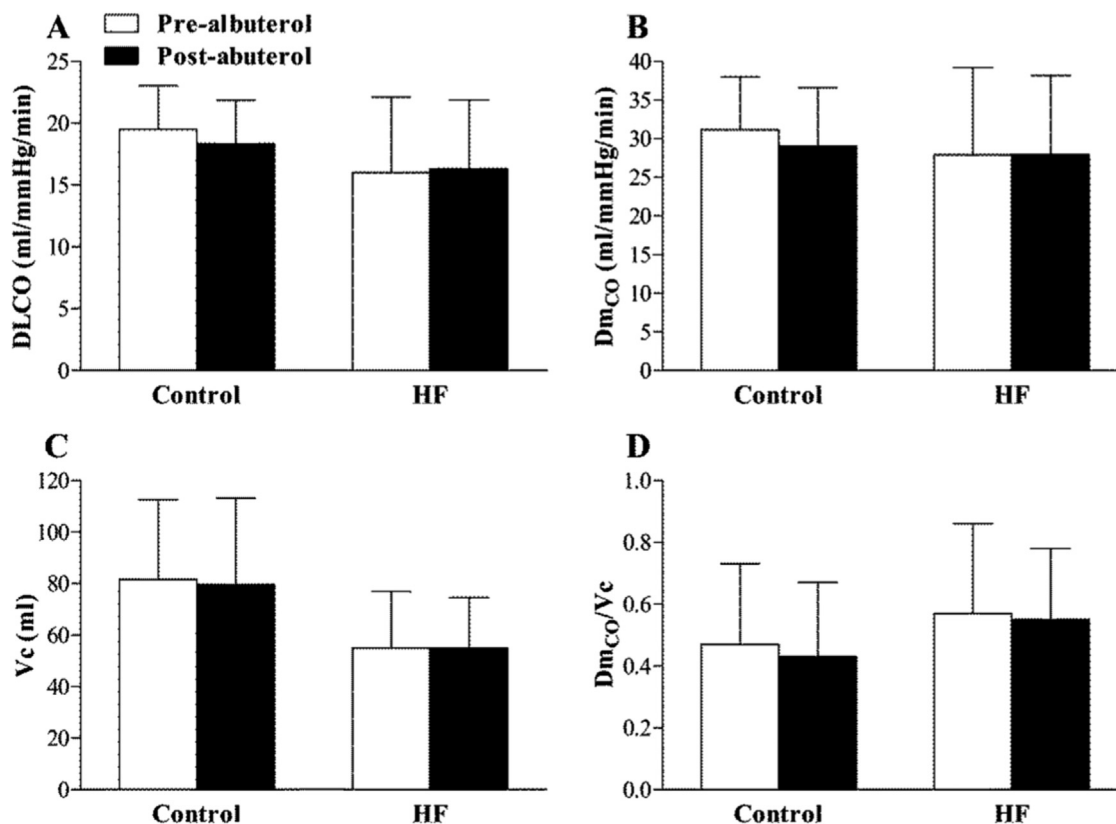 A
Pre-albuterol
Post-abuterol
DLCO (ml/mmHg/min)
25
20
15
10
5
0
Control HF
B
Dm_CO (ml/mmHg/min)
40
35
30
25
20
15
10
5
0
Control HF
C
Vc (ml)
120
100
80
60
40
20
0
Control HF
D
Dm_CO/Vc
1.0
0.8
0.6
0.4
0.2
0.0
Control HF